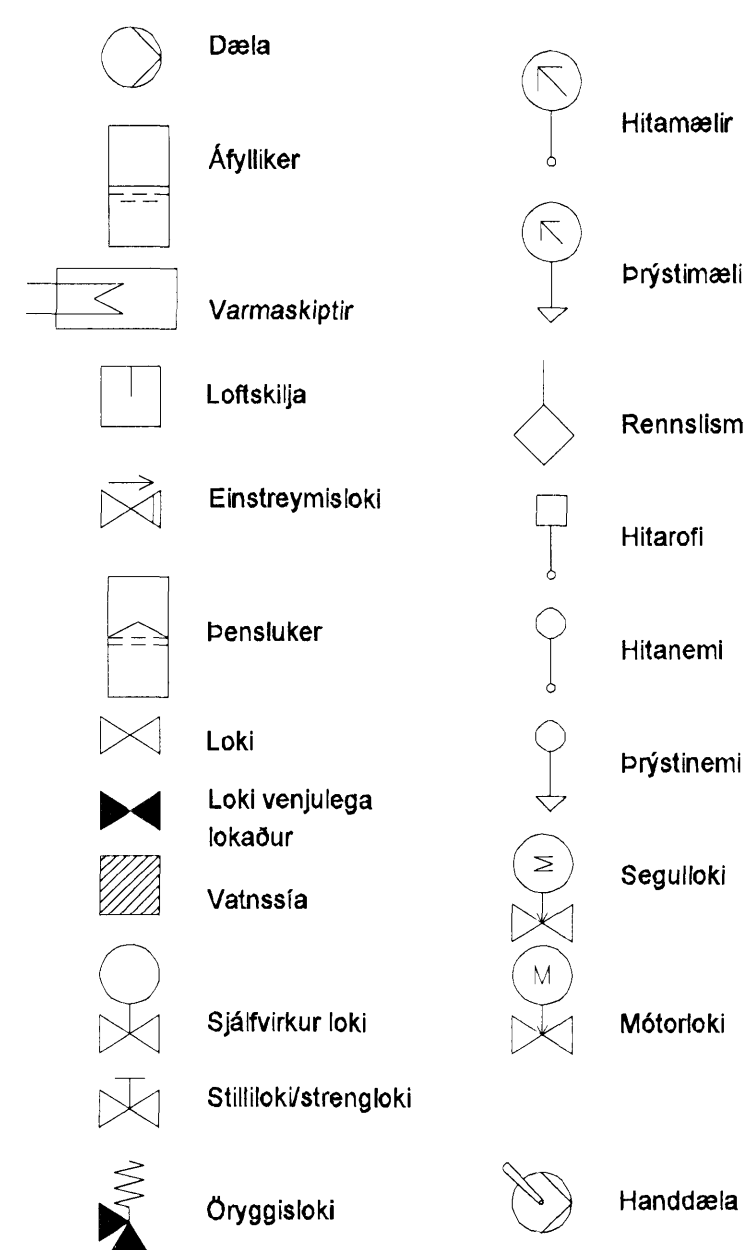 Dæla
Áfylliker
Varmaskiptir
Loftskilja
Einstreymisloki
Þensluker
Loki
Loki venjulega
lokaður
Vatnssía
Sjálfvirkur loki
Stilliloki/strengloki
Öryggisloki
Hitamælir
Þrýstimæli
Rennslism
Hitarofi
Hitanemi
Þrýstinemi
M
Segulloki
M
Mótorloki
Handdæla